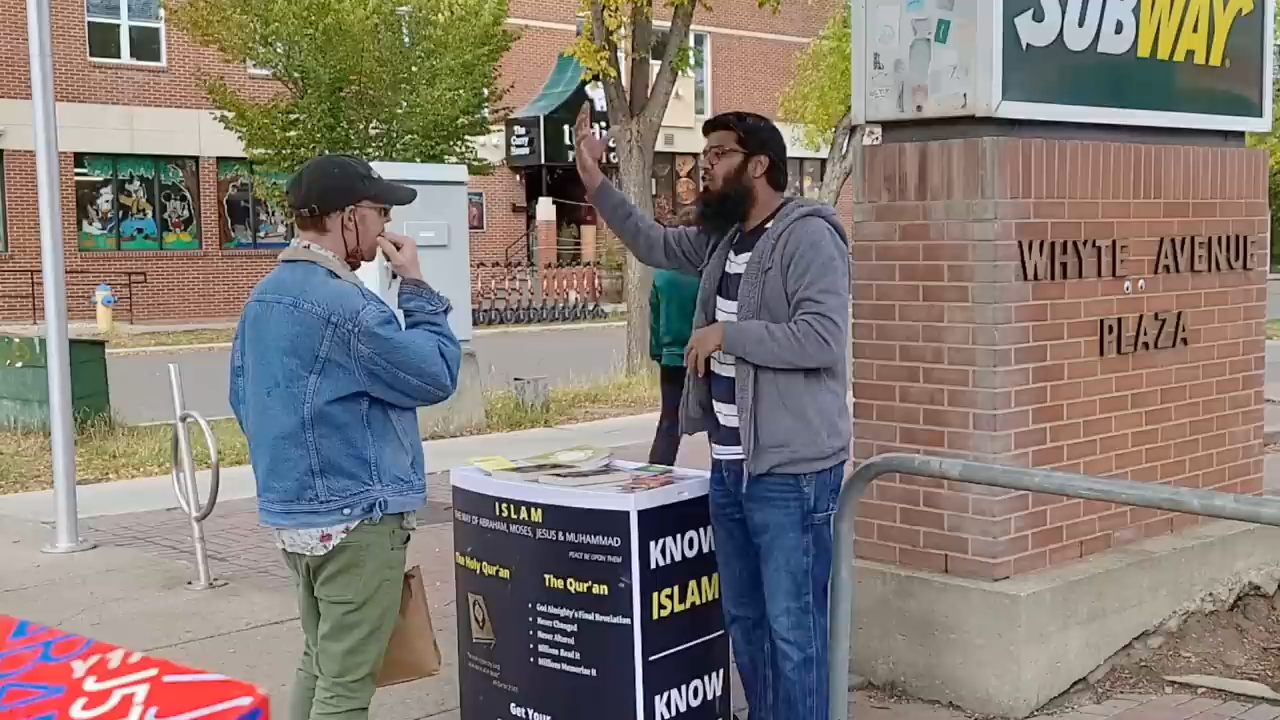 SUBWAY
The Curry
House
WHYTE AVENUE
PLAZA
ISLAM
THE WAY OF ABRAHAM, MOSES, JESUS & MUHAMMAD
PEACE BE UPON THEM
The Holy Qur'an
The Qur'an
• God Almighty's Final Revelation
• Never Changed
• Never Altered
• Millions Read it
• Millions Memorize it
Get Your
KNOW
ISLAM
KNOW